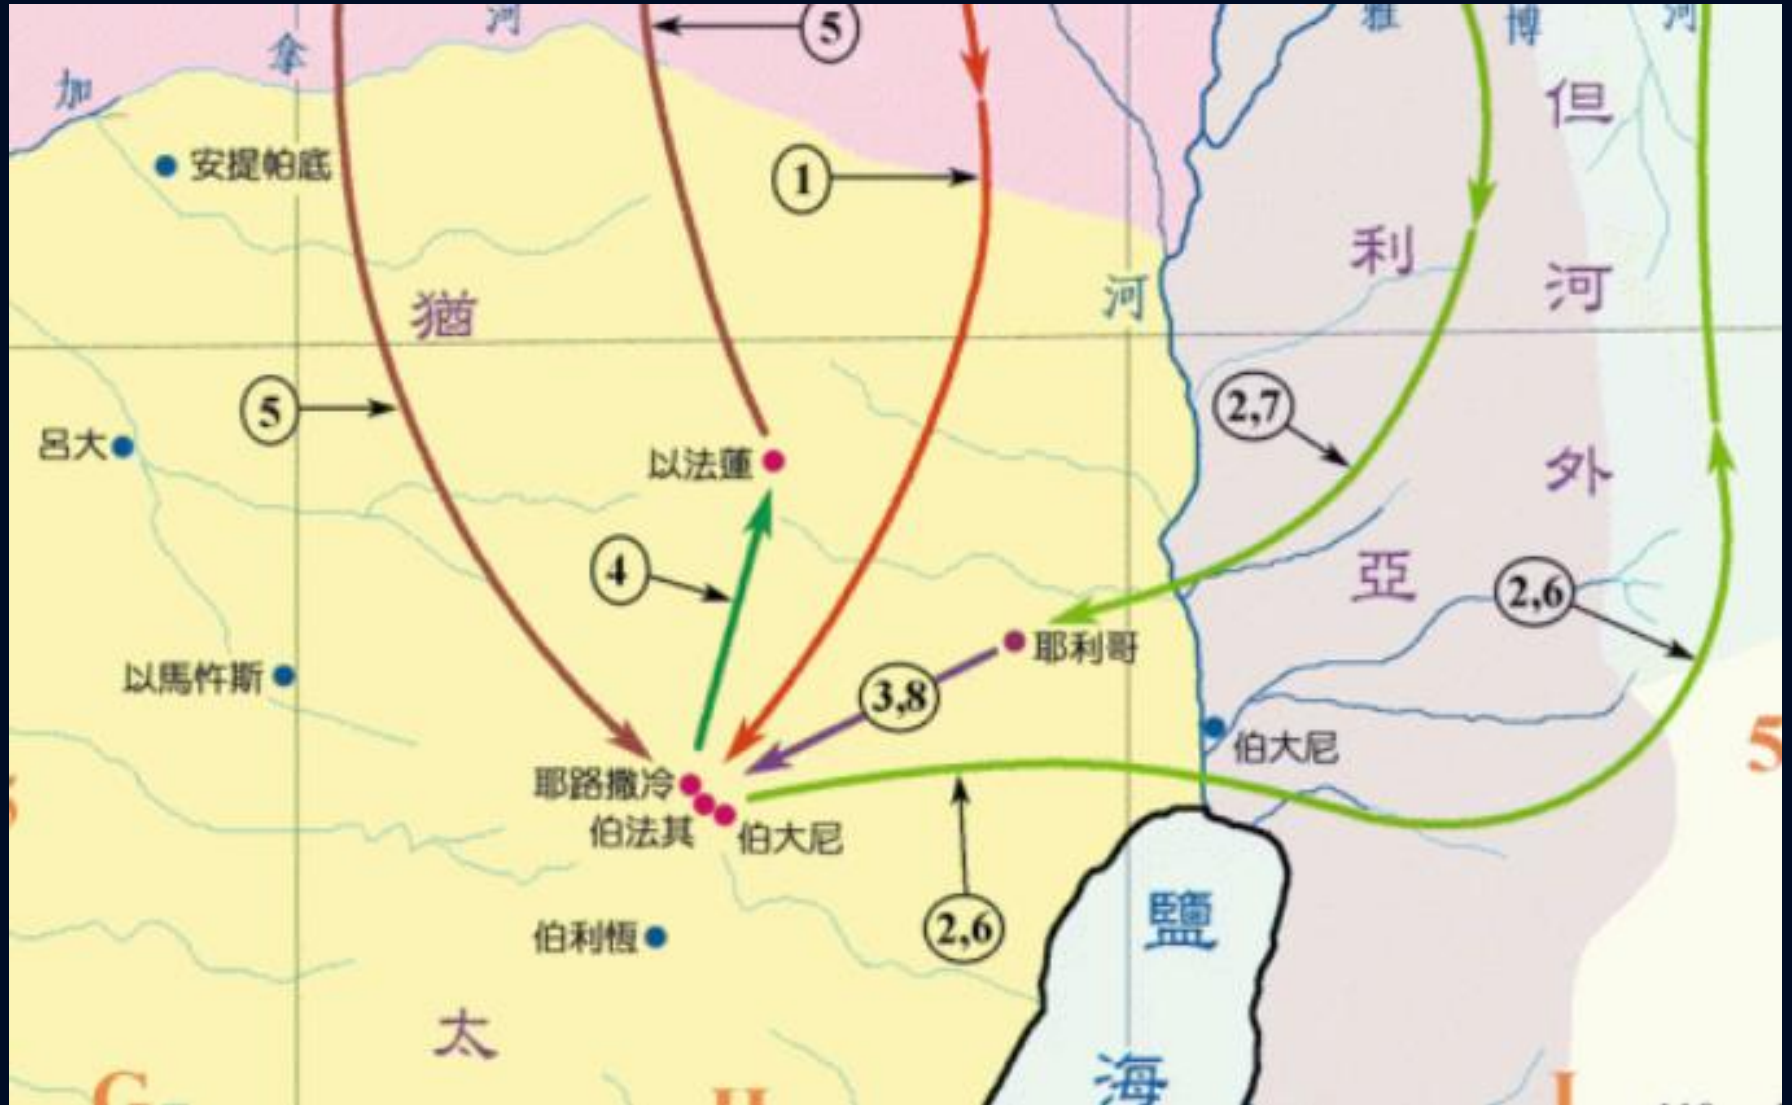 河
5
雅
博
河
拿
加
但
安提帕底
1
利
河
河
猶
5
2,7
呂大
以法蓮
外
4
亞
2,6
耶利哥
以馬忤斯
3,8
伯大尼
5
耶路撒冷
伯法其
伯大尼
鹽
2,6
伯利恆
太
海
G
H
I